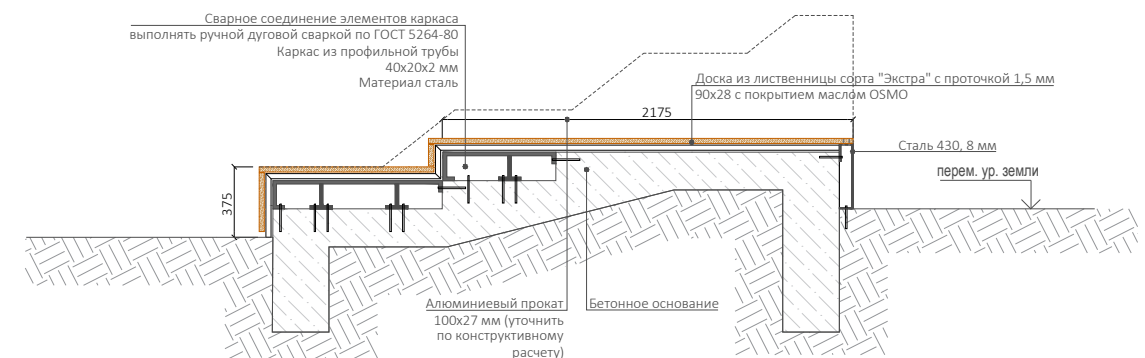 Сварное соединение элементов каркаса
выполнять ручной дуговой сваркой по ГОСТ 5264-80
Каркас из профильной трубы
40х20х2 мм
Материал сталь
Доска из лиственницы сорта "Экстра" с проточкой 1,5 мм
90х28 с покрытием маслом OSMO
2175
Сталь 430, 8 мм
перем. ур. земли
375
Алюминиевый прокат
100х27 мм (уточнить
по конструктивному
расчету)
Бетонное основание